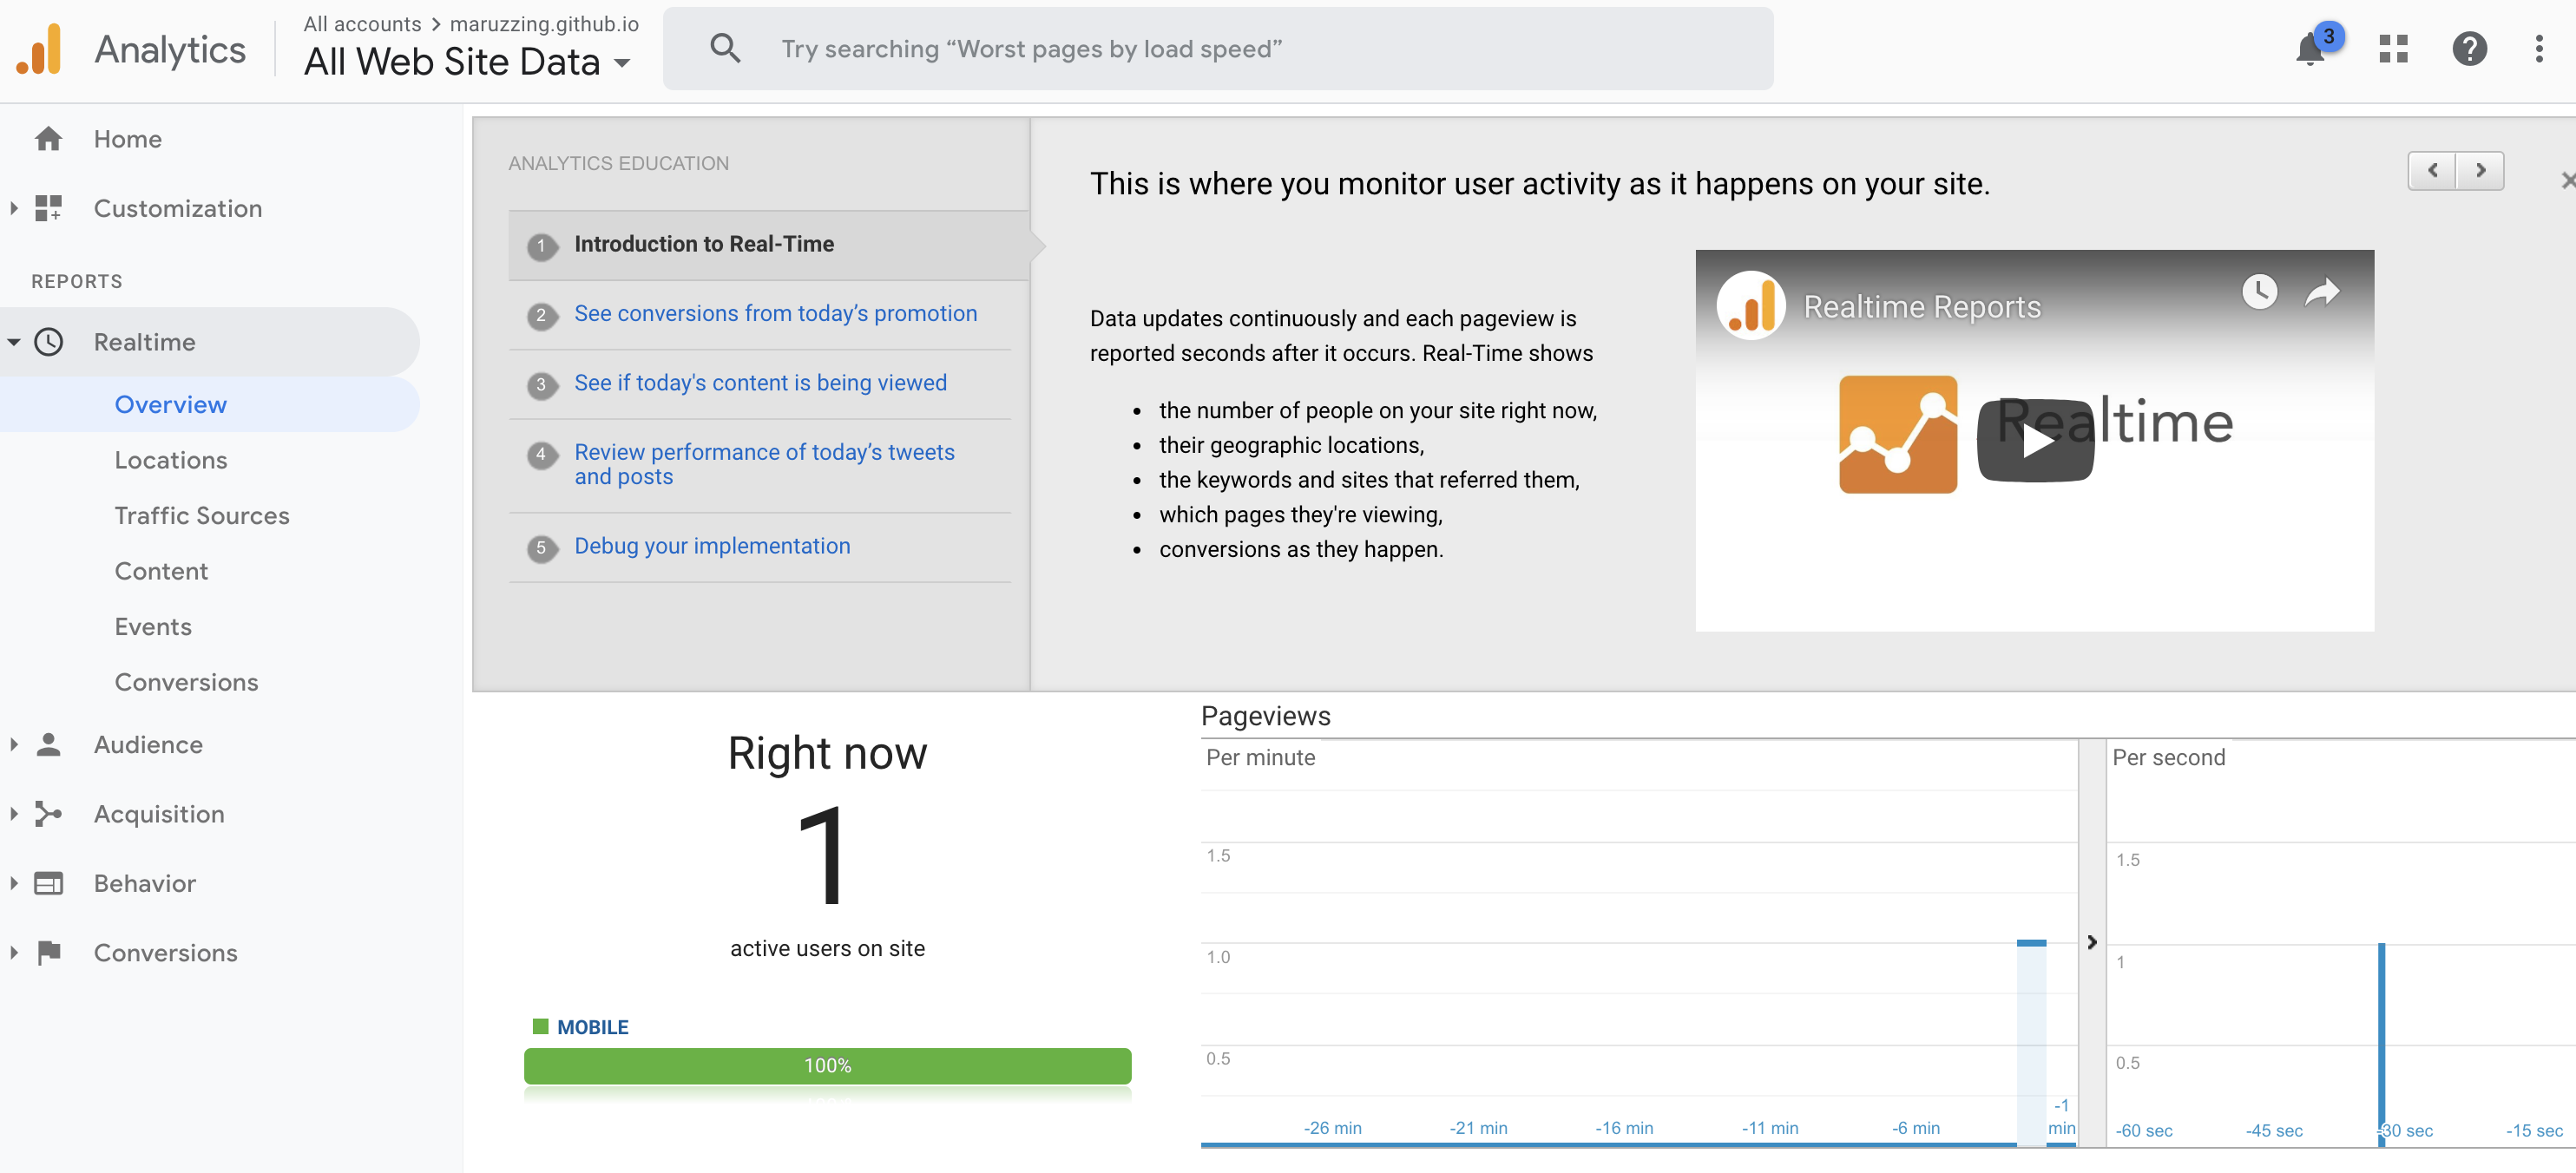 Analytics
All accounts > maruzzing.github.io
All Web Site Data
Try searching “Worst pages by load speed”
3
Home
Customization
REPORTS
Realtime
Overview
Locations
Traffic Sources
Content
Events
Conversions
Audience
Acquisition
Behavior
Conversions
ANALYTICS EDUCATION
1 Introduction to Real-Time
2 See conversions from today’s promotion
3 See if today's content is being viewed
4 Review performance of today’s tweets
and posts
5 Debug your implementation
This is where you monitor user activity as it happens on your site.
Data updates continuously and each pageview is
reported seconds after it occurs. Real-Time shows
• the number of people on your site right now,
• their geographic locations,
• the keywords and sites that referred them,
• which pages they're viewing,
• conversions as they happen.
Realtime Reports
Realtime
Right now
1
active users on site
MOBILE
100%
Pageviews
Per minute
1.5
1.0
0.5
-26 min
-21 min
-16 min
-11 min
-6 min
-1
min
Per second
1.5
1
0.5
-60 sec
-45 sec
-30 sec
-15 sec